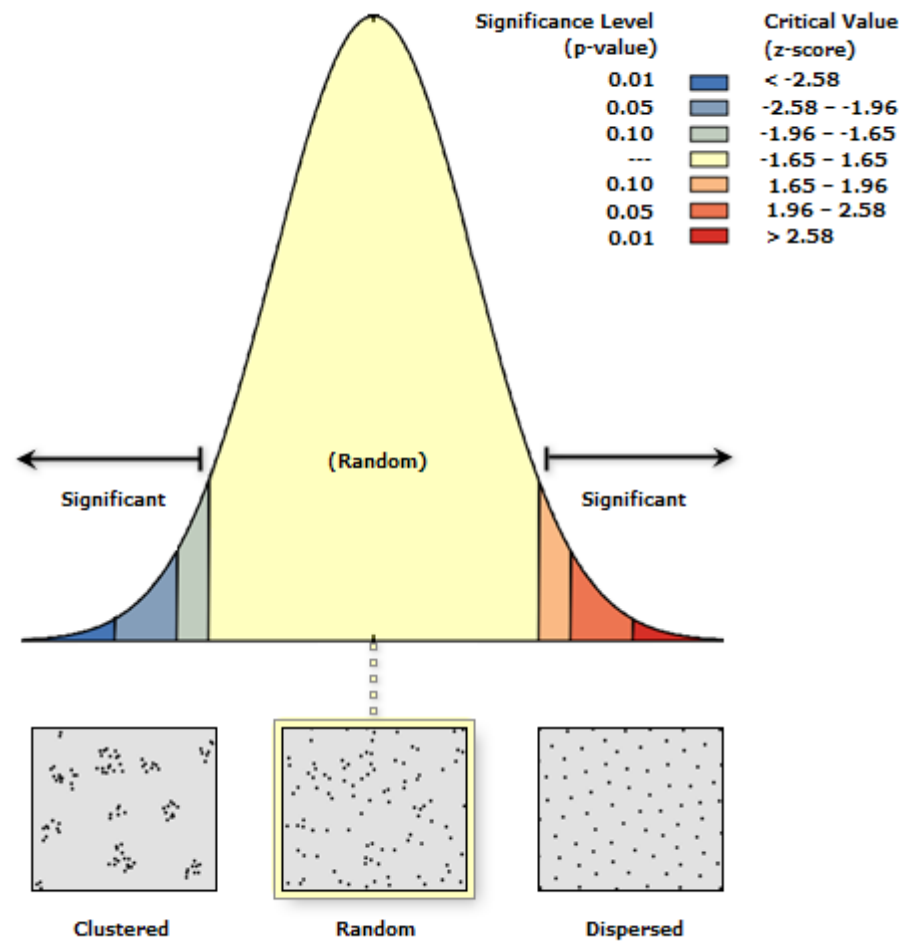 Significance Level Critical Value
(p-value) (z-score)
0.01 < -2.58
0.05 -2.58 – -1.96
0.10 -1.96 – -1.65
--- -1.65 – 1.65
0.10 1.65 – 1.96
0.05 1.96 – 2.58
0.01 > 2.58
(Random)
Significant Significant
Clustered Random Dispersed